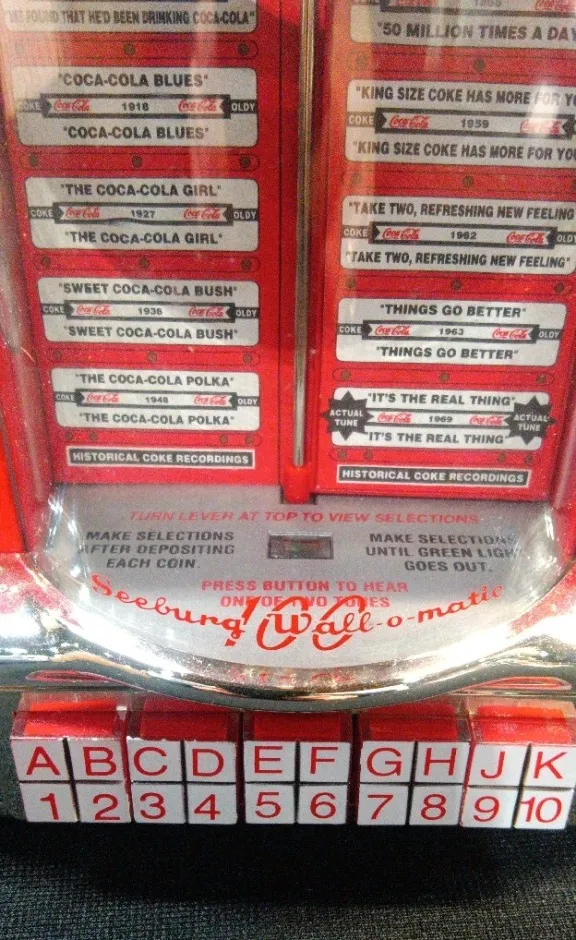 FOUND THAT HE'D BEEN DRINKING COCA-COLA"
"COCA-COLA BLUES"
COKE Coca-Cola 1918 Coca-Cola OLDY
"COCA-COLA BLUES"
"THE COCA-COLA GIRL"
COKE Coca-Cola 1927 Coca-Cola OLDY
"THE COCA-COLA GIRL"
"SWEET COCA-COLA BUSH"
COKE Coca-Cola 1936 Coca-Cola OLDY
"SWEET COCA-COLA BUSH"
"THE COCA-COLA POLKA"
COKE Coca-Cola 1948 Coca-Cola OLDY
"THE COCA-COLA POLKA"
HISTORICAL COKE RECORDINGS
"50 MILLION TIMES A DAY
"KING SIZE COKE HAS MORE FOR YOU
COKE Coca-Cola 1959 Coca-Cola
"KING SIZE COKE HAS MORE FOR YOU
"TAKE TWO, REFRESHING NEW FEELING
COKE Coca-Cola 1962 Coca-Cola OLDY
"TAKE TWO, REFRESHING NEW FEELING"
"THINGS GO BETTER"
COKE Coca-Cola 1963 Coca-Cola OLDY
"THINGS GO BETTER"
"IT'S THE REAL THING"
ACTUAL TUNE Coca-Cola 1969 Coca-Cola ACTUAL TUNE
"IT'S THE REAL THING"
HISTORICAL COKE RECORDINGS
TURN LEVER AT TOP TO VIEW SELECTIONS
MAKE SELECTIONS
AFTER DEPOSITING
EACH COIN.
MAKE SELECTIONS
UNTIL GREEN LIGHT
GOES OUT.
PRESS BUTTON TO HEAR
ONE OF TWO TUNES
Seeburg 100 Wall-o-matic
A B C D E F G H J K
1 2 3 4 5 6 7 8 9 10